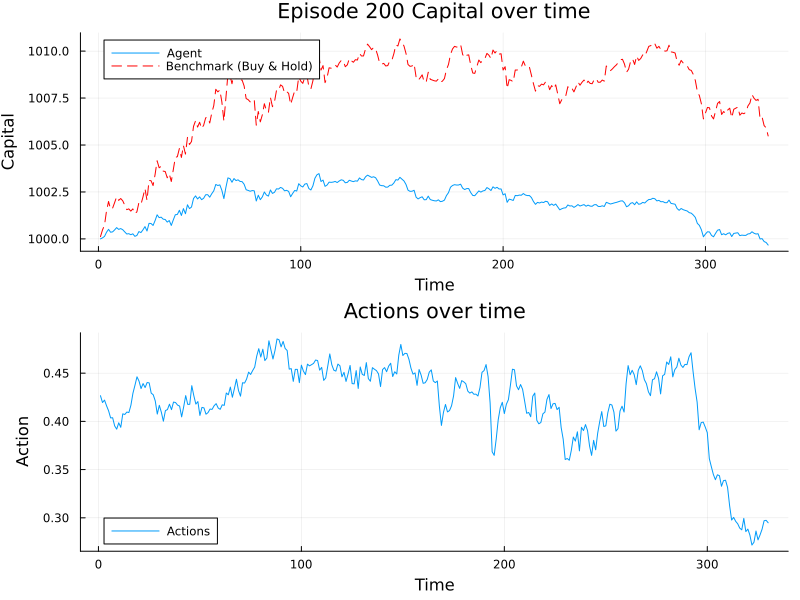 Episode 200 Capital over time
Capital
1010.0
1007.5
1005.0
1002.5
1000.0
Agent
Benchmark (Buy & Hold)
0
100
200
300
Time
Actions over time
Action
0.45
0.40
0.35
0.30
Actions
0
100
200
300
Time